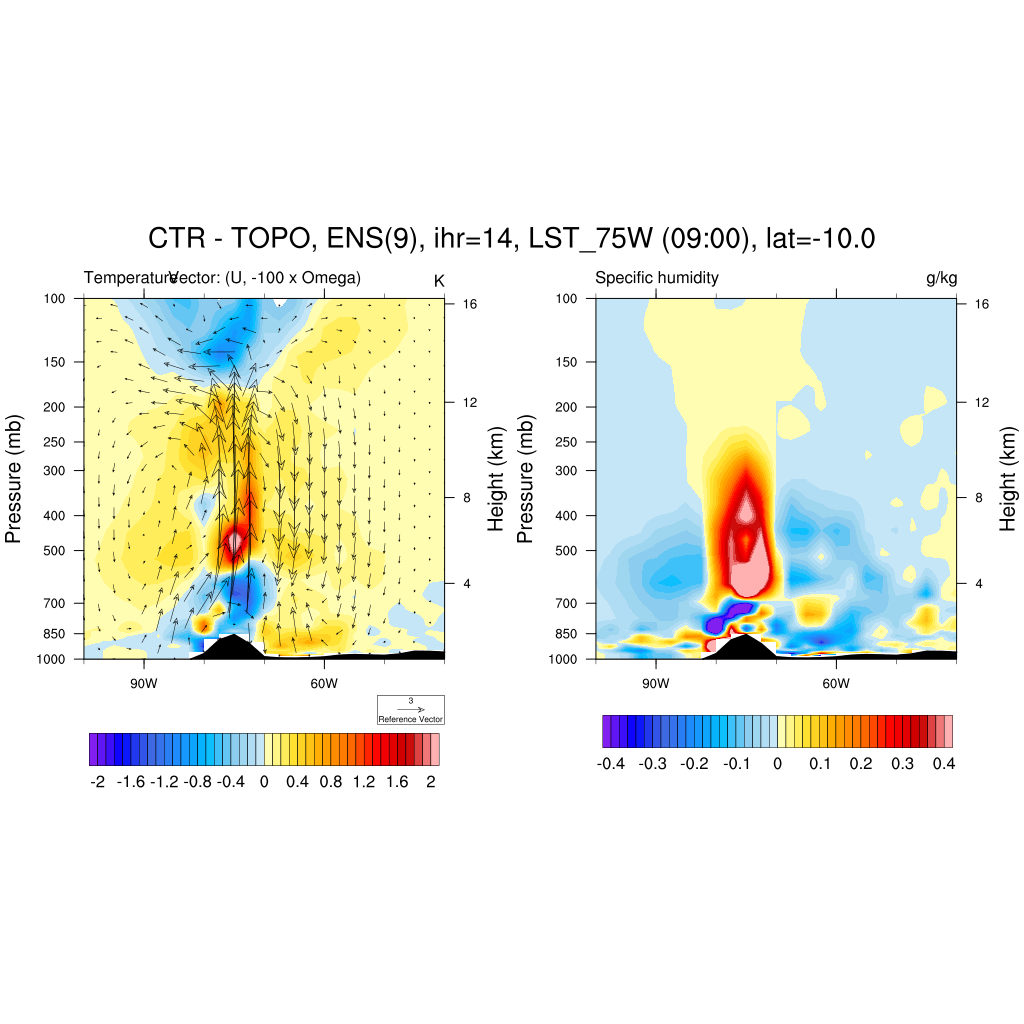 CTR - TOPO, ENS(9), ihr=14, LST_75W (09:00), lat=-10.0
Temperature Vector: (U, -100 x Omega) K
Specific humidity g/kg
100
150
200
250
300
400
500
700
850
1000
Pressure (mb)
16
12
8
4
Height (km)
90W 60W
3
Reference Vector
-2 -1.6 -1.2 -0.8 -0.4 0 0.4 0.8 1.2 1.6 2
100
150
200
250
300
400
500
700
850
1000
Pressure (mb)
16
12
8
4
Height (km)
90W 60W
-0.4 -0.3 -0.2 -0.1 0 0.1 0.2 0.3 0.4